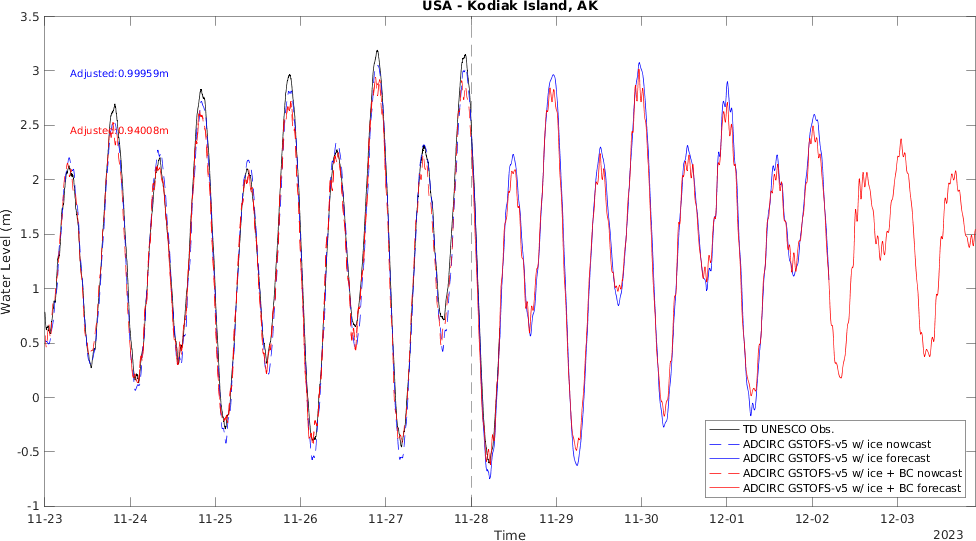 USA - Kodiak Island, AK
3.5
3
2.5
2
1.5
1
0.5
0
-0.5
-1
Water Level (m)
Adjusted:0.99959m
Adjusted:0.94008m
TD UNESCO Obs.
ADCIRC GSTOFS-v5 w/ ice nowcast
ADCIRC GSTOFS-v5 w/ ice forecast
ADCIRC GSTOFS-v5 w/ ice + BC nowcast
ADCIRC GSTOFS-v5 w/ ice + BC forecast
11-23 11-24 11-25 11-26 11-27 11-28 11-29 11-30 12-01 12-02 12-03
Time
2023